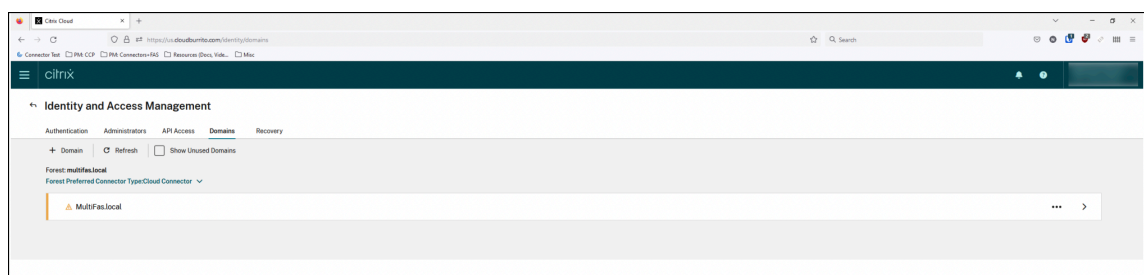 Citrix Cloud
https://us.cloudburrito.com/identity/domains
Search
Connector Test PM: CCP PM: Connectors+FAS Resources (Docs, Vide... Misc
citrix
Identity and Access Management
Authentication Administrators API Access Domains Recovery
+ Domain Refresh Show Unused Domains
Forest: multifas.local
Forest Preferred Connector Type:Cloud Connector
MultiFas.local